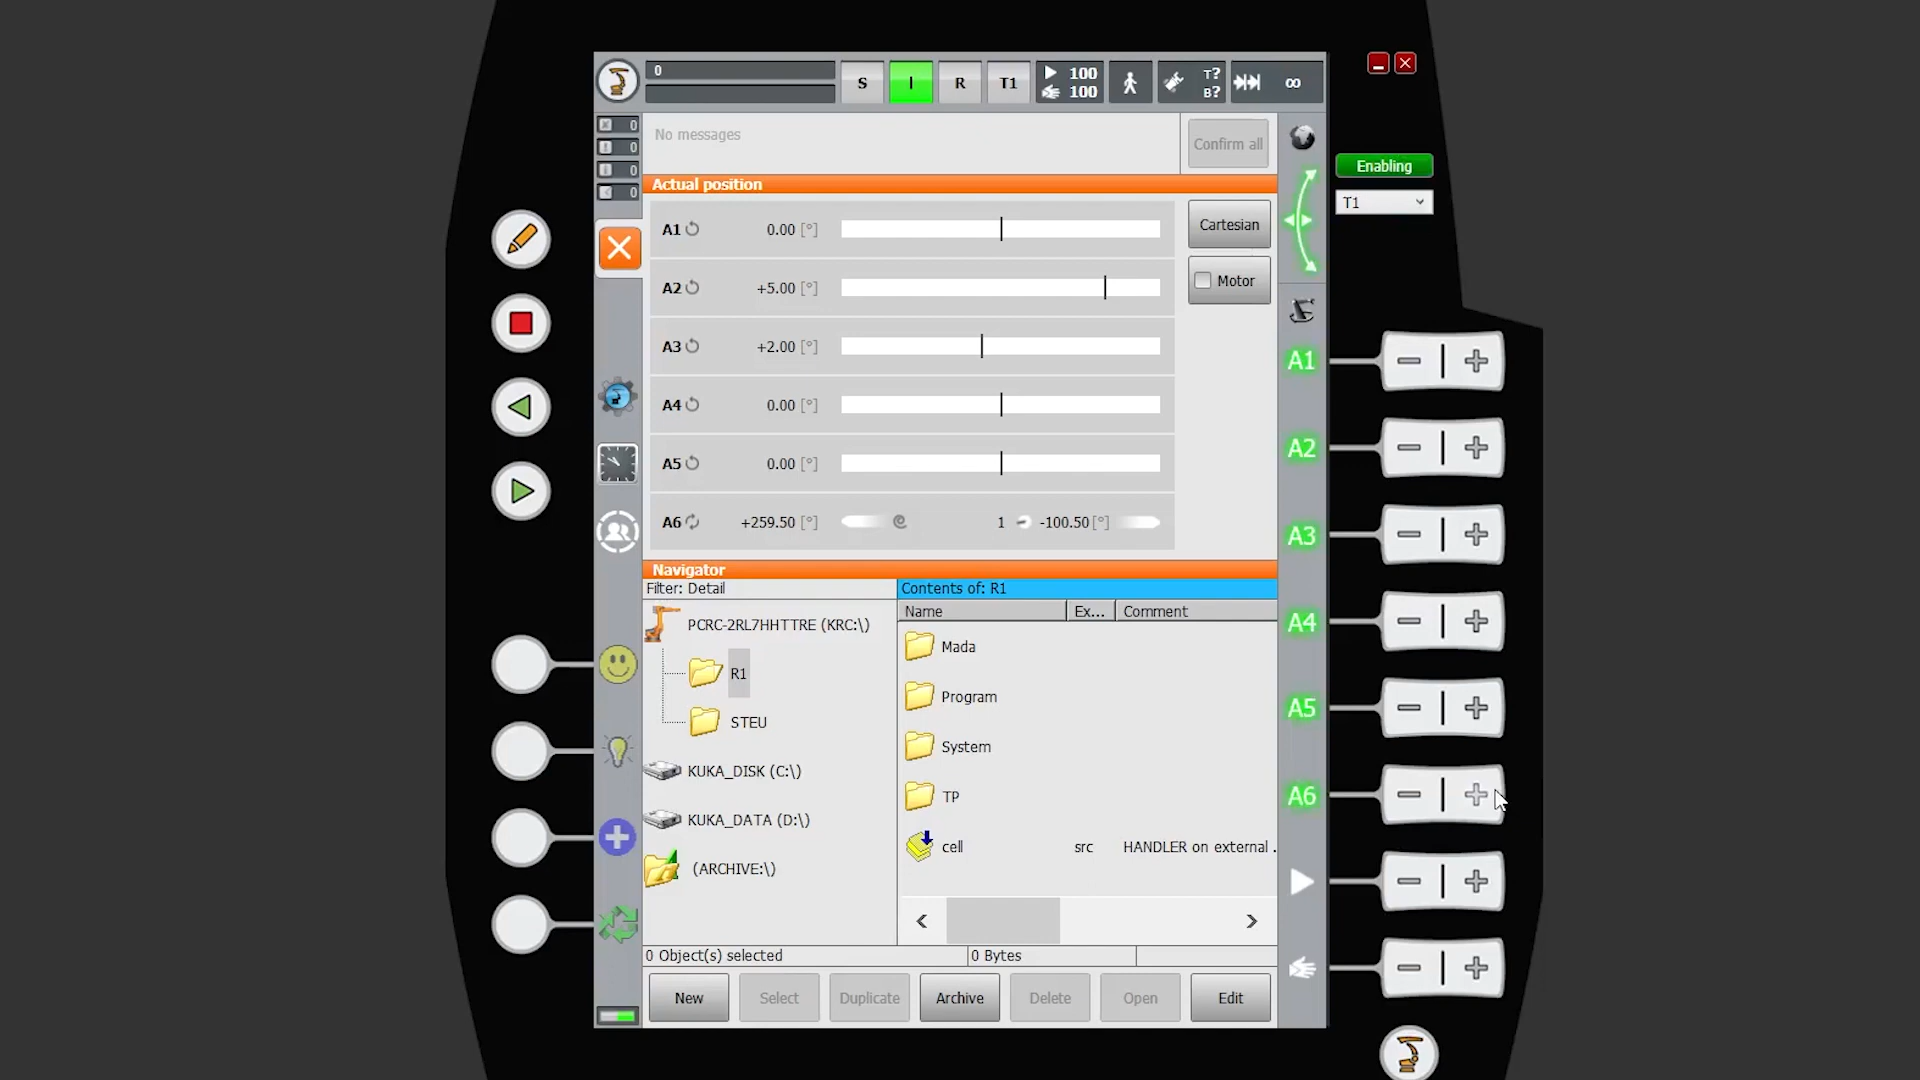 0
S
I
R
T1
100
100
T?
B?
∞
0
0
0
0
No messages
Confirm all
Enabling
T1
Actual position
A1 0.00 [°]
Cartesian
A2 +5.00 [°]
Motor
A3 +2.00 [°]
A4 0.00 [°]
A5 0.00 [°]
A6 +259.50 [°] 1 -100.50 [°]
A1
A2
A3
A4
A5
A6
Navigator
Filter: Detail
Contents of: R1
Name Ex... Comment
PCRC-2RL7HHTTRE (KRC:\)
R1
STEU
KUKA_DISK (C:\)
KUKA_DATA (D:\)
(ARCHIVE:\)
Mada
Program
System
TP
cell src HANDLER on external .
0 Object(s) selected
0 Bytes
New
Select
Duplicate
Archive
Delete
Open
Edit